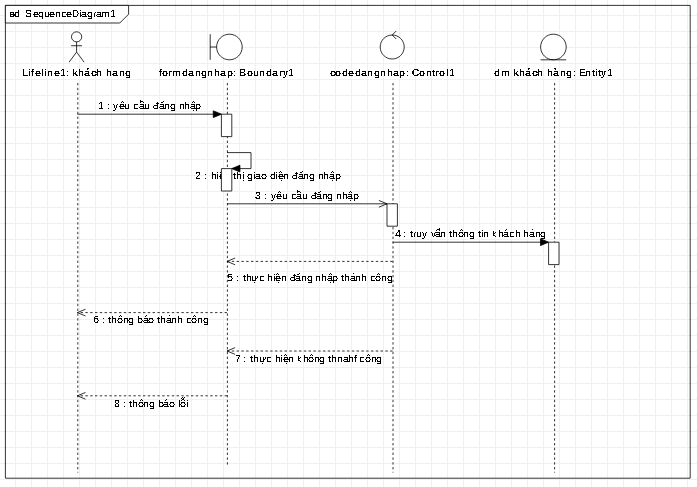 sd SequenceDiagram1
Lifeline1: khách hang
formdangnhap: Boundary1
codedangnhap: Control1
dm khách hàng: Entity1
1 : yêu cầu đăng nhập
2 : hiển thị giao diện đăng nhập
3 : yêu cầu đăng nhập
4 : truy vấn thông tin khách hàng
5 : thực hiện đăng nhập thành công
6 : thông báo thành công
7 : thực hiện không thnahf công
8 : thông báo lỗi